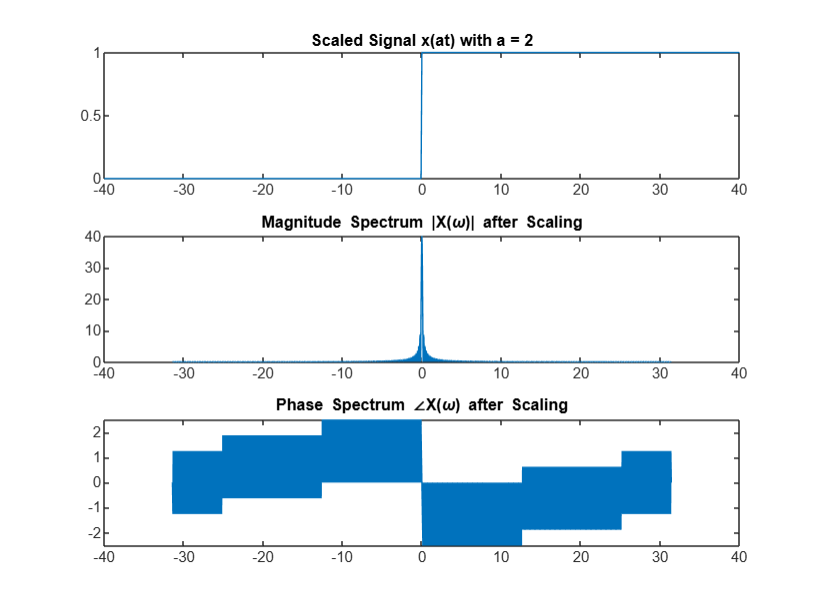 Scaled Signal x(at) with a = 2
1
0.5
0
-40 -30 -20 -10 0 10 20 30 40
Magnitude Spectrum |X(ω)| after Scaling
40
30
20
10
0
-40 -30 -20 -10 0 10 20 30 40
Phase Spectrum ∠X(ω) after Scaling
2
1
0
-1
-2
-40 -30 -20 -10 0 10 20 30 40